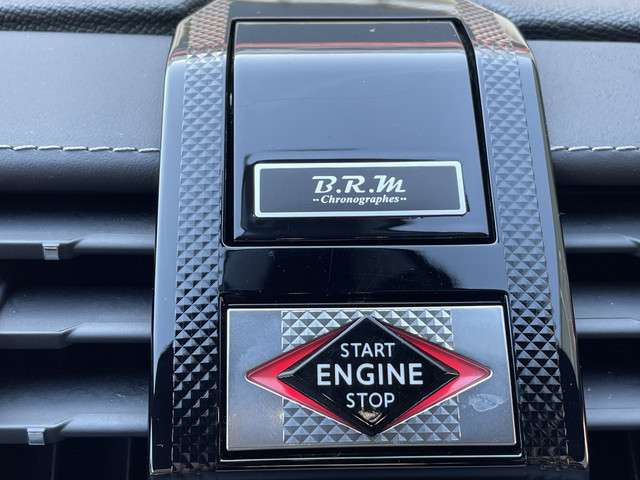 B.R.M
••Chronographes••
START
ENGINE
STOP